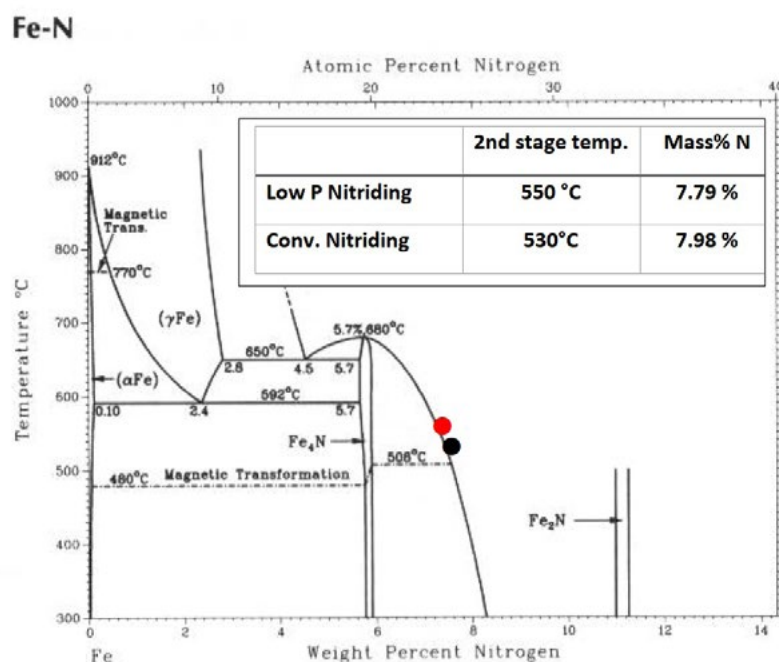 Fe-N
Atomic Percent Nitrogen
0 10 20 30 40
1000
2nd stage temp. Mass% N
Low P Nitriding 550 °C 7.79 %
Conv. Nitriding 530°C 7.98 %
912°C
900
Magnetic
Trans.
800
770°C
(γFe)
700
5.7% 680°C
650°C
2.8 4.5 5.7
(αFe)
600
592°C
0.10 2.4 5.7
Fe₄N
508°C
500
480°C Magnetic Transformation
Fe₂N
400
300
0 2 4 6 8 10 12 14
Fe Weight Percent Nitrogen
Temperature °C